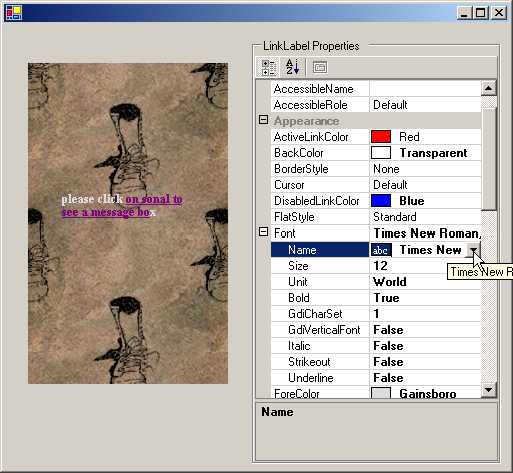 LinkLabel Properties
please click on sonal to
see a message box
AccessibleName
AccessibleRole Default
Appearance
ActiveLinkColor Red
BackColor Transparent
BorderStyle None
Cursor Default
DisabledLinkColor Blue
FlatStyle Standard
Font Times New Roman,
Name abc Times New
Size 12
Times New R
Unit World
Bold True
GdiCharSet 1
GdiVerticalFont False
Italic False
Strikeout False
Underline False
ForeColor Gainsboro
Name